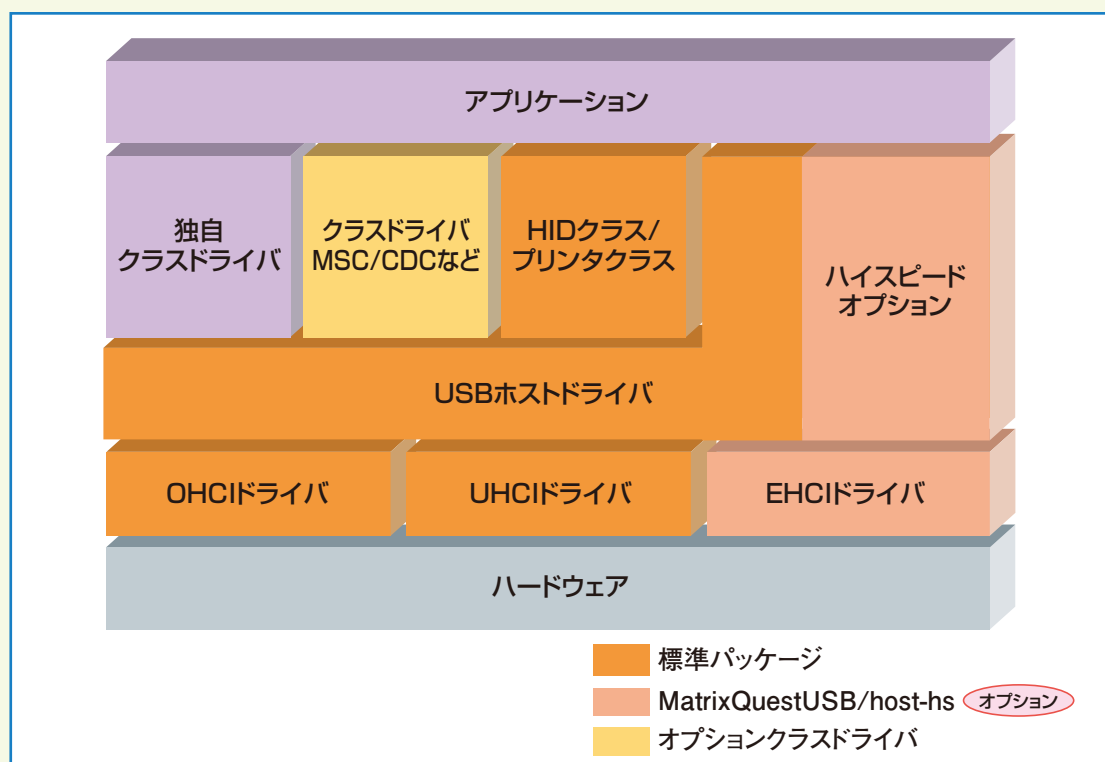 アプリケーション
独自
クラスドライバ
クラスドライバ
MSC/CDCなど
HIDクラス/
プリンタクラス
ハイスピード
オプション
USBホストドライバ
OHCIドライバ
UHCIドライバ
EHCIドライバ
ハードウェア
標準パッケージ
MatrixQuestUSB/host-hs オプション
オプションクラスドライバ